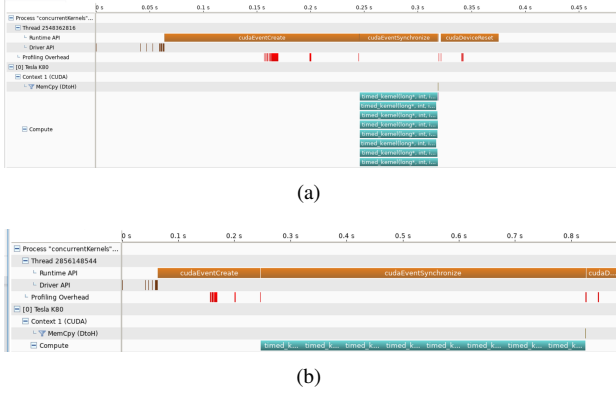 0 s 0.05 s 0.1 s 0.15 s 0.2 s 0.25 s 0.3 s 0.35 s 0.4 s 0.45 s
Process "concurrentKernels"...
Thread 2548362816
Runtime API cudaEventCreate cudaEventSynchronize cudaDeviceReset
Driver API
Profiling Overhead
[0] Tesla K80
Context 1 (CUDA)
MemCpy (DtoH)
timed_kernel(long*, int, i...
timed_kernel(long*, int, i...
timed_kernel(long*, int, i...
timed_kernel(long*, int, i...
Compute timed_kernel(long*, int, i...
timed_kernel(long*, int, i...
timed_kernel(long*, int, i...
timed_kernel(long*, int, i...
(a)
0 s 0.1 s 0.2 s 0.3 s 0.4 s 0.5 s 0.6 s 0.7 s 0.8 s
Process "concurrentKernels"...
Thread 2856148544
Runtime API cudaEventCreate cudaEventSynchronize cudaD...
Driver API
Profiling Overhead
[0] Tesla K80
Context 1 (CUDA)
MemCpy (DtoH)
Compute timed_k... timed_k... timed_k... timed_k... timed_k... timed_k... timed_k... timed_k...
(b)